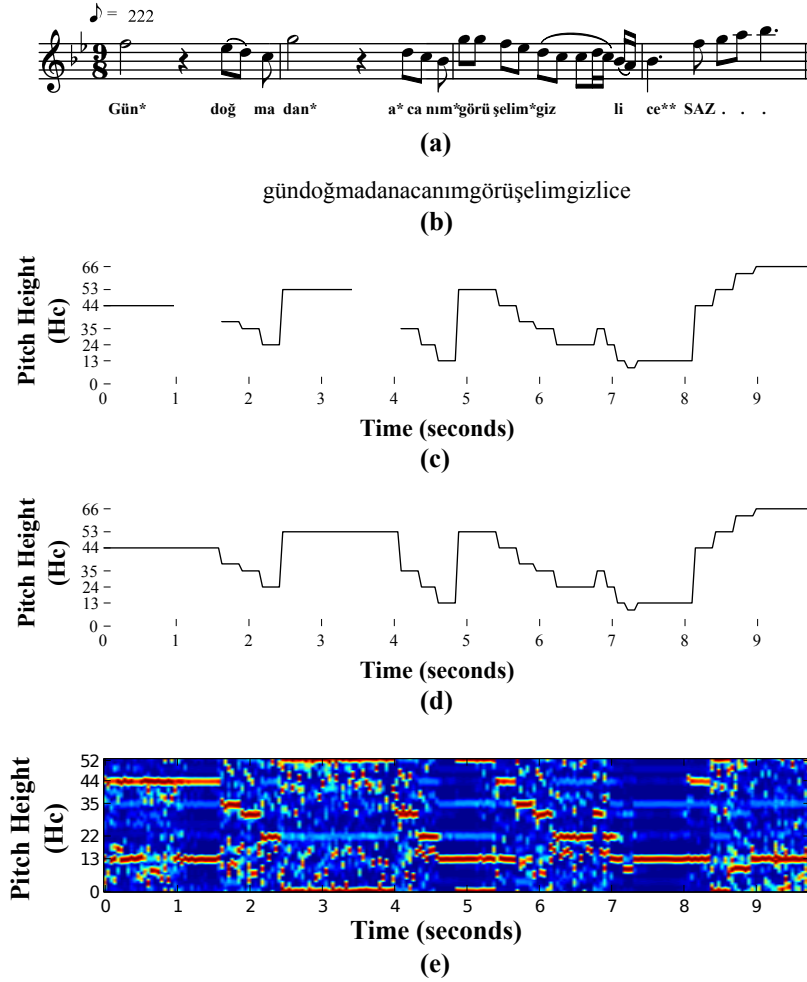 ♪ = 222
9
8
Gün* doğ ma dan* a* ca nım*görü şelim*giz li ce** SAZ . . .
(a)
gündoğmadanacanımgörüşelimgizlice
(b)
Pitch Height
(Hc)
66
53
44
35
24
13
0
0 1 2 3 4 5 6 7 8 9
Time (seconds)
(c)
Pitch Height
(Hc)
66
53
44
35
24
13
0
0 1 2 3 4 5 6 7 8 9
Time (seconds)
(d)
Pitch Height
(Hc)
52
44
35
22
13
0
0 1 2 3 4 5 6 7 8 9
Time (seconds)
(e)